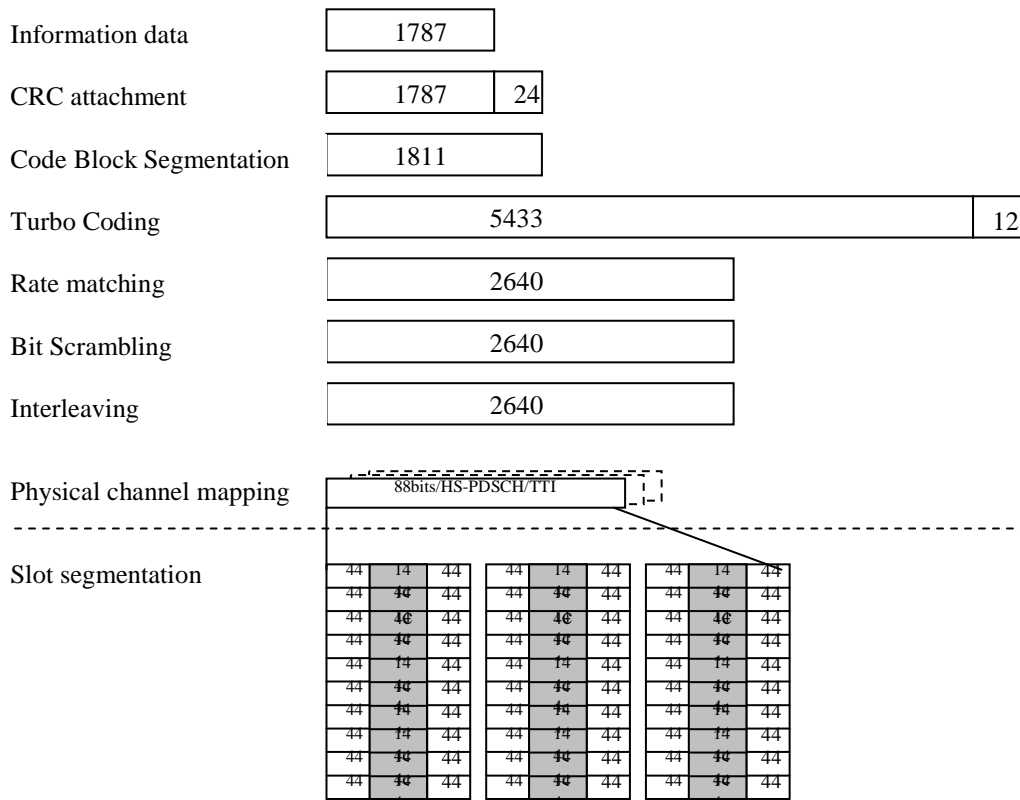 Information data 1787
CRC attachment 1787 24
Code Block Segmentation 1811
Turbo Coding 5433 12
Rate matching 2640
Bit Scrambling 2640
Interleaving 2640
Physical channel mapping 88bits/HS-PDSCH/TTI
Slot segmentation
44 14 44 44 14 44 44 14 44
44 44 44 44 44 44
44 44 44 44 44 44
44 44 44 44 44 44
44 14 44 44 14 44 44 14 44
44 44 44 44 44 44
44 14 44 44 14 44 44 14 44
44 14 44 44 14 44 44 14 44
44 44 44 44 44 44
44 44 44 44 44 44